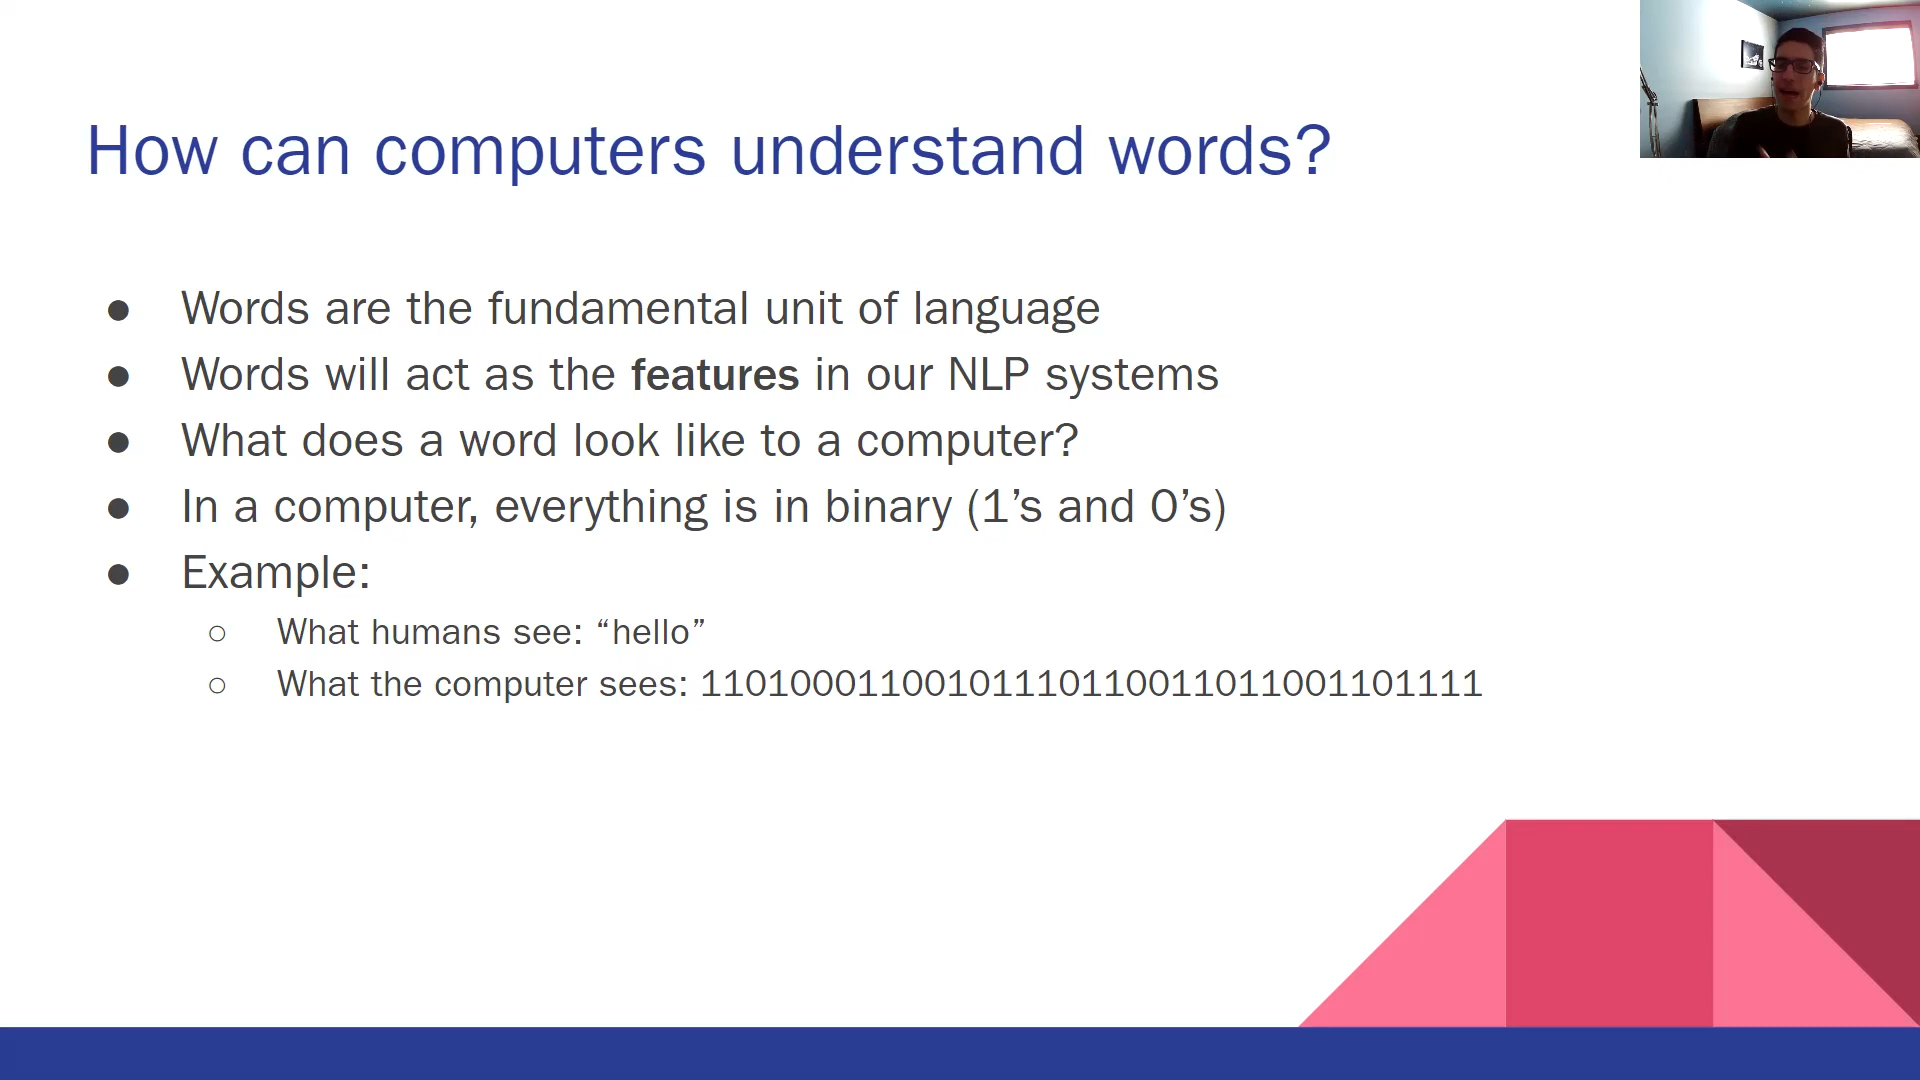 How can computers understand words?
● Words are the fundamental unit of language
● Words will act as the features in our NLP systems
● What does a word look like to a computer?
● In a computer, everything is in binary (1’s and 0’s)
● Example:
○ What humans see: “hello”
○ What the computer sees: 11010001100101110110011011001101111